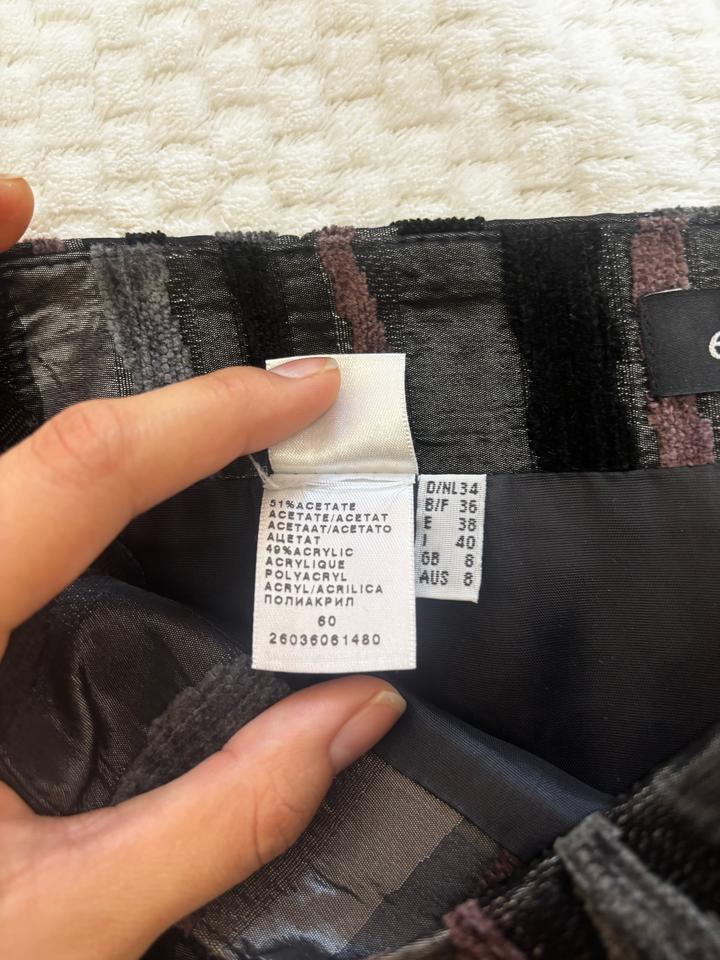 51%ACETATE
ACETATE/ACETAT
ACETAAT/ACETATO
АЦЕТАТ
49%ACRYLIC
ACRYLIQUE
POLYACRYL
ACRYL/ACRILICA
ПОЛИАКРИЛ
60
26036061480
D/NL34
B/F 36
E 38
I 40
GB 8
AUS 8
e